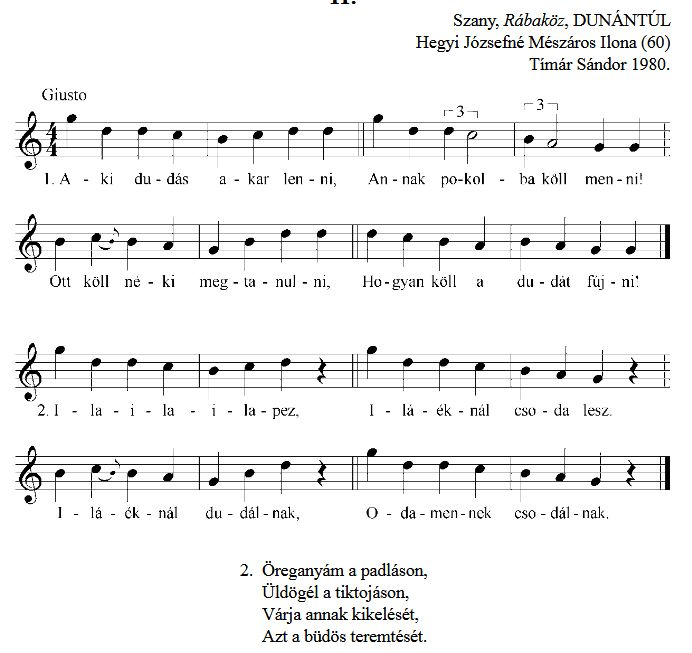 II.
Szany, Rábaköz, DUNÁNTÚL
Hegyi Józsefné Mészáros Ilona (60)
Tímár Sándor 1980.
Giusto
3
3
1. A - ki du - dás a - kar len - ni, An - nak po - kol - ba köll men - ni!
Ott köll né - ki meg - ta - nul - ni, Ho - gyan köll a du - dát fúj - ni!
2. I - la - i - la - i - la - pez, I - lá - ék - nál cso - da lesz.
I - lá - ék - nál du - dál - nak, O - da - men - nek cso - dál - nak.
2. Öreganyám a padláson,
Üldögél a tiktojáson,
Várja annak kikelését,
Azt a büdös teremtését.